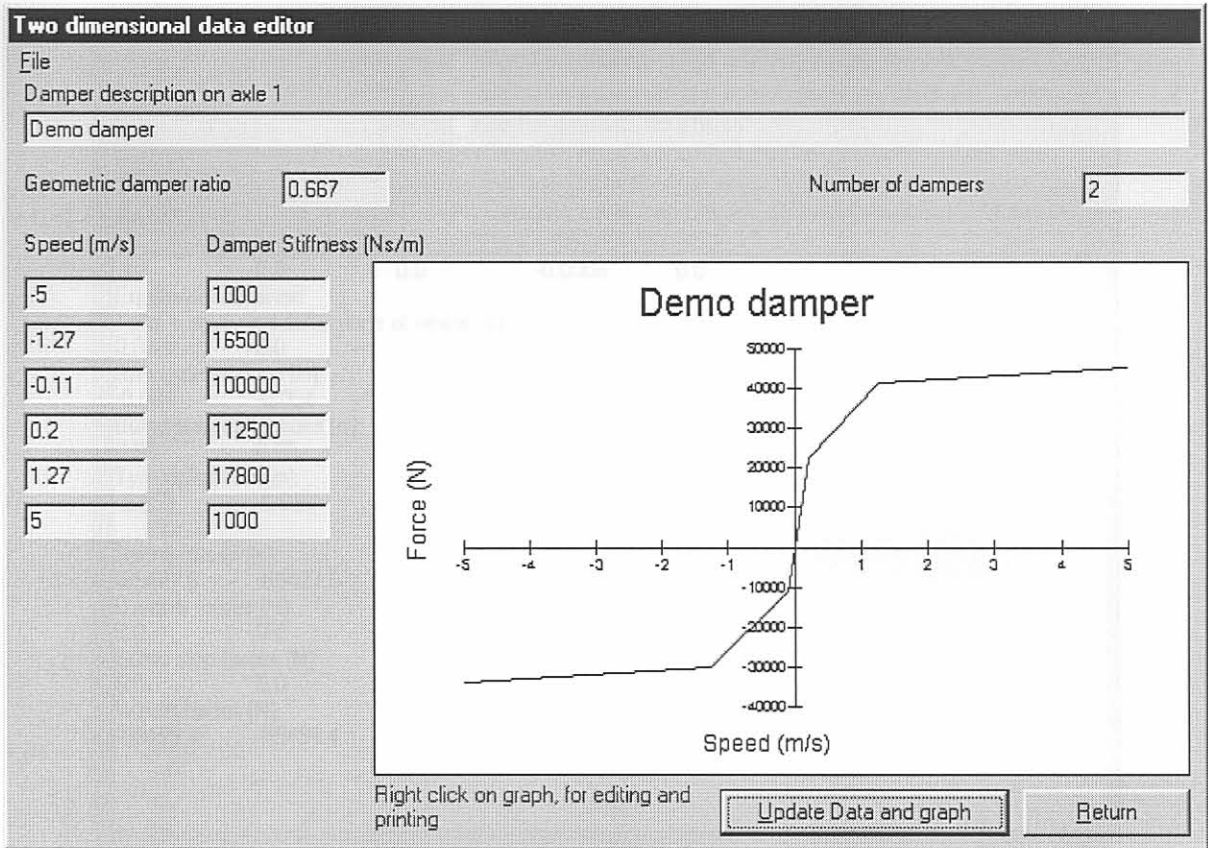 Two dimensional data editor
File
Damper description on axle 1
Demo damper
Geometric damper ratio 0.667 Number of dampers 2
Speed (m/s) Damper Stiffness (Ns/m)
-5 1000
-1.27 16500
-0.11 100000
0.2 112500
1.27 17800
5 1000
Demo damper
50000
40000
30000
20000
10000
-5 -4 -3 -2 -1 1 2 3 4 5
-10000
-20000
-30000
-40000
Force (N)
Speed (m/s)
Right click on graph, for editing and
printing
Update Data and graph Return